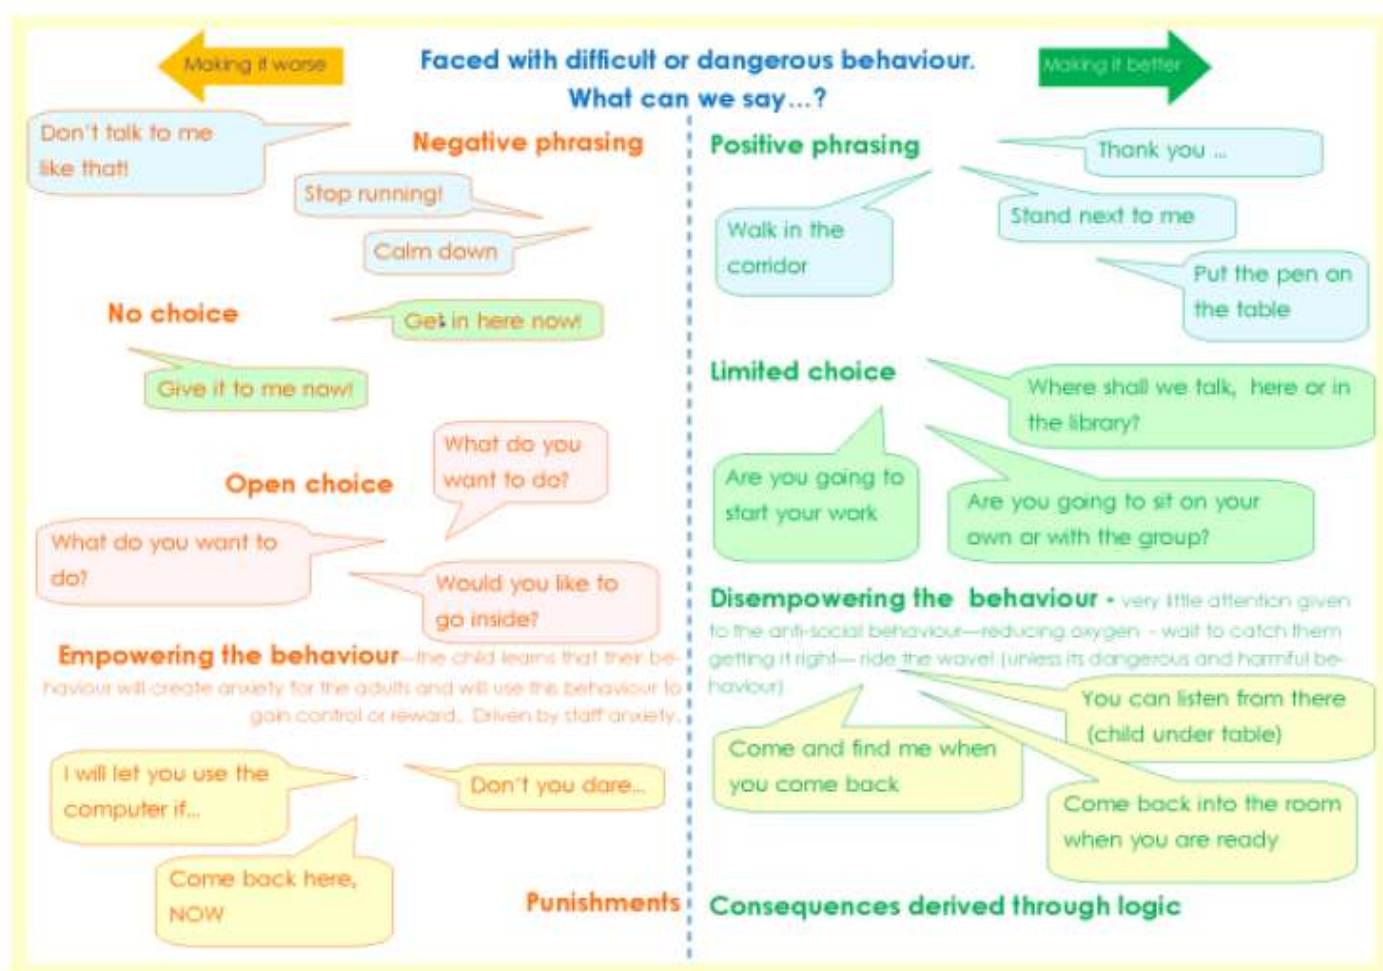 Making it worse
Faced with difficult or dangerous behaviour.
What can we say...?
Making it better
Negative phrasing
Don't talk to me
like that!
Stop running!
Calm down
No choice
Get in here now!
Give it to me now!
Open choice
What do you
want to do?
What do you want to
do?
Would you like to
go inside?
Empowering the behaviour—the child learns that their be-
haviour will create anxiety for the adults and will use this behaviour to
gain control or reward. Driven by staff anxiety.
I will let you use the
computer if...
Don't you dare...
Come back here,
NOW
Punishments
Positive phrasing
Thank you ...
Stand next to me
Walk in the
corridor
Put the pen on
the table
Limited choice
Where shall we talk, here or in
the library?
Are you going to
start your work
Are you going to sit on your
own or with the group?
Disempowering the behaviour - very little attention given
to the anti-social behaviour—reducing oxygen - wait to catch them
getting it right— ride the wave! (unless its dangerous and harmful be-
haviour)
You can listen from there
(child under table)
Come and find me when
you come back
Come back into the room
when you are ready
Consequences derived through logic